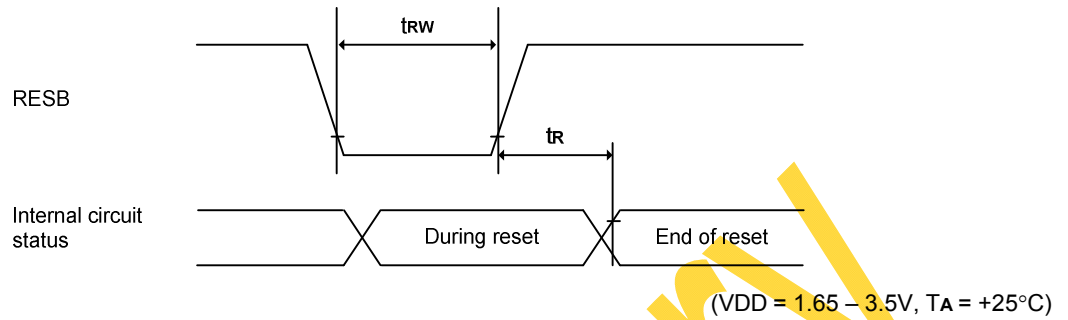 tRW
RESB
tR
Internal circuit
status
During reset
End of reset
(VDD = 1.65 – 3.5V, TA = +25°C)